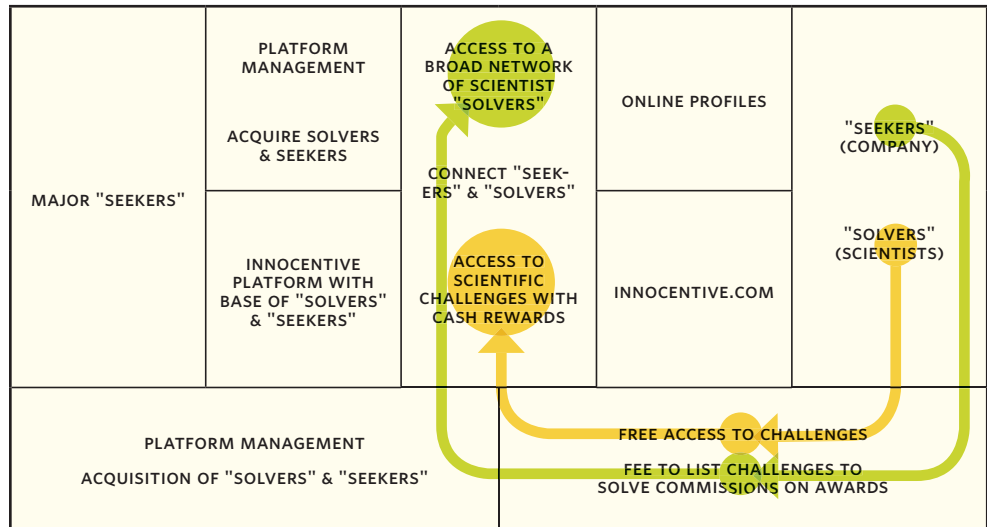 MAJOR "SEEKERS"
PLATFORM
MANAGEMENT
ACQUIRE SOLVERS
& SEEKERS
INNOCENTIVE
PLATFORM WITH
BASE OF "SOLVERS"
& "SEEKERS"
ACCESS TO A
BROAD NETWORK
OF SCIENTIST
"SOLVERS"
CONNECT "SEEK-
ERS" & "SOLVERS"
ACCESS TO
SCIENTIFIC
CHALLENGES WITH
CASH REWARDS
ONLINE PROFILES
INNOCENTIVE.COM
"SEEKERS"
(COMPANY)
"SOLVERS"
(SCIENTISTS)
PLATFORM MANAGEMENT
ACQUISITION OF "SOLVERS" & "SEEKERS"
FREE ACCESS TO CHALLENGES
FEE TO LIST CHALLENGES TO
SOLVE COMMISSIONS ON AWARDS